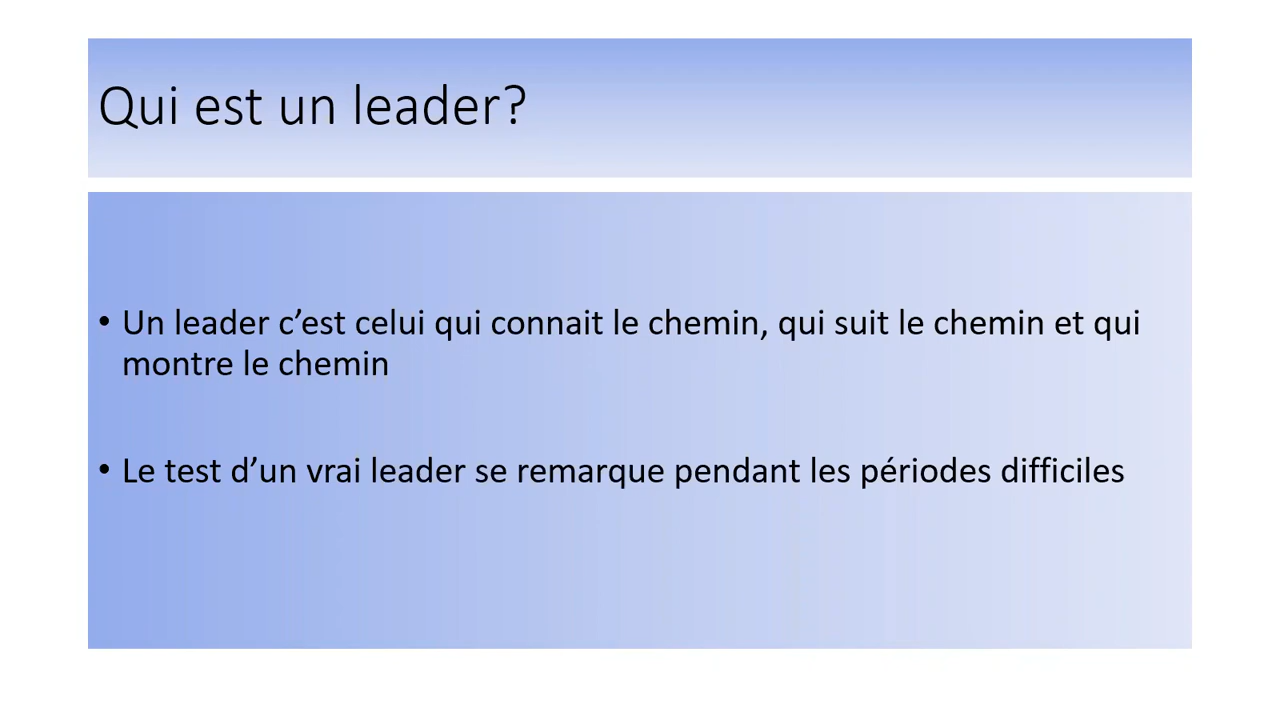 Qui est un leader?
• Un leader c’est celui qui connait le chemin, qui suit le chemin et qui
montre le chemin
• Le test d’un vrai leader se remarque pendant les périodes difficiles